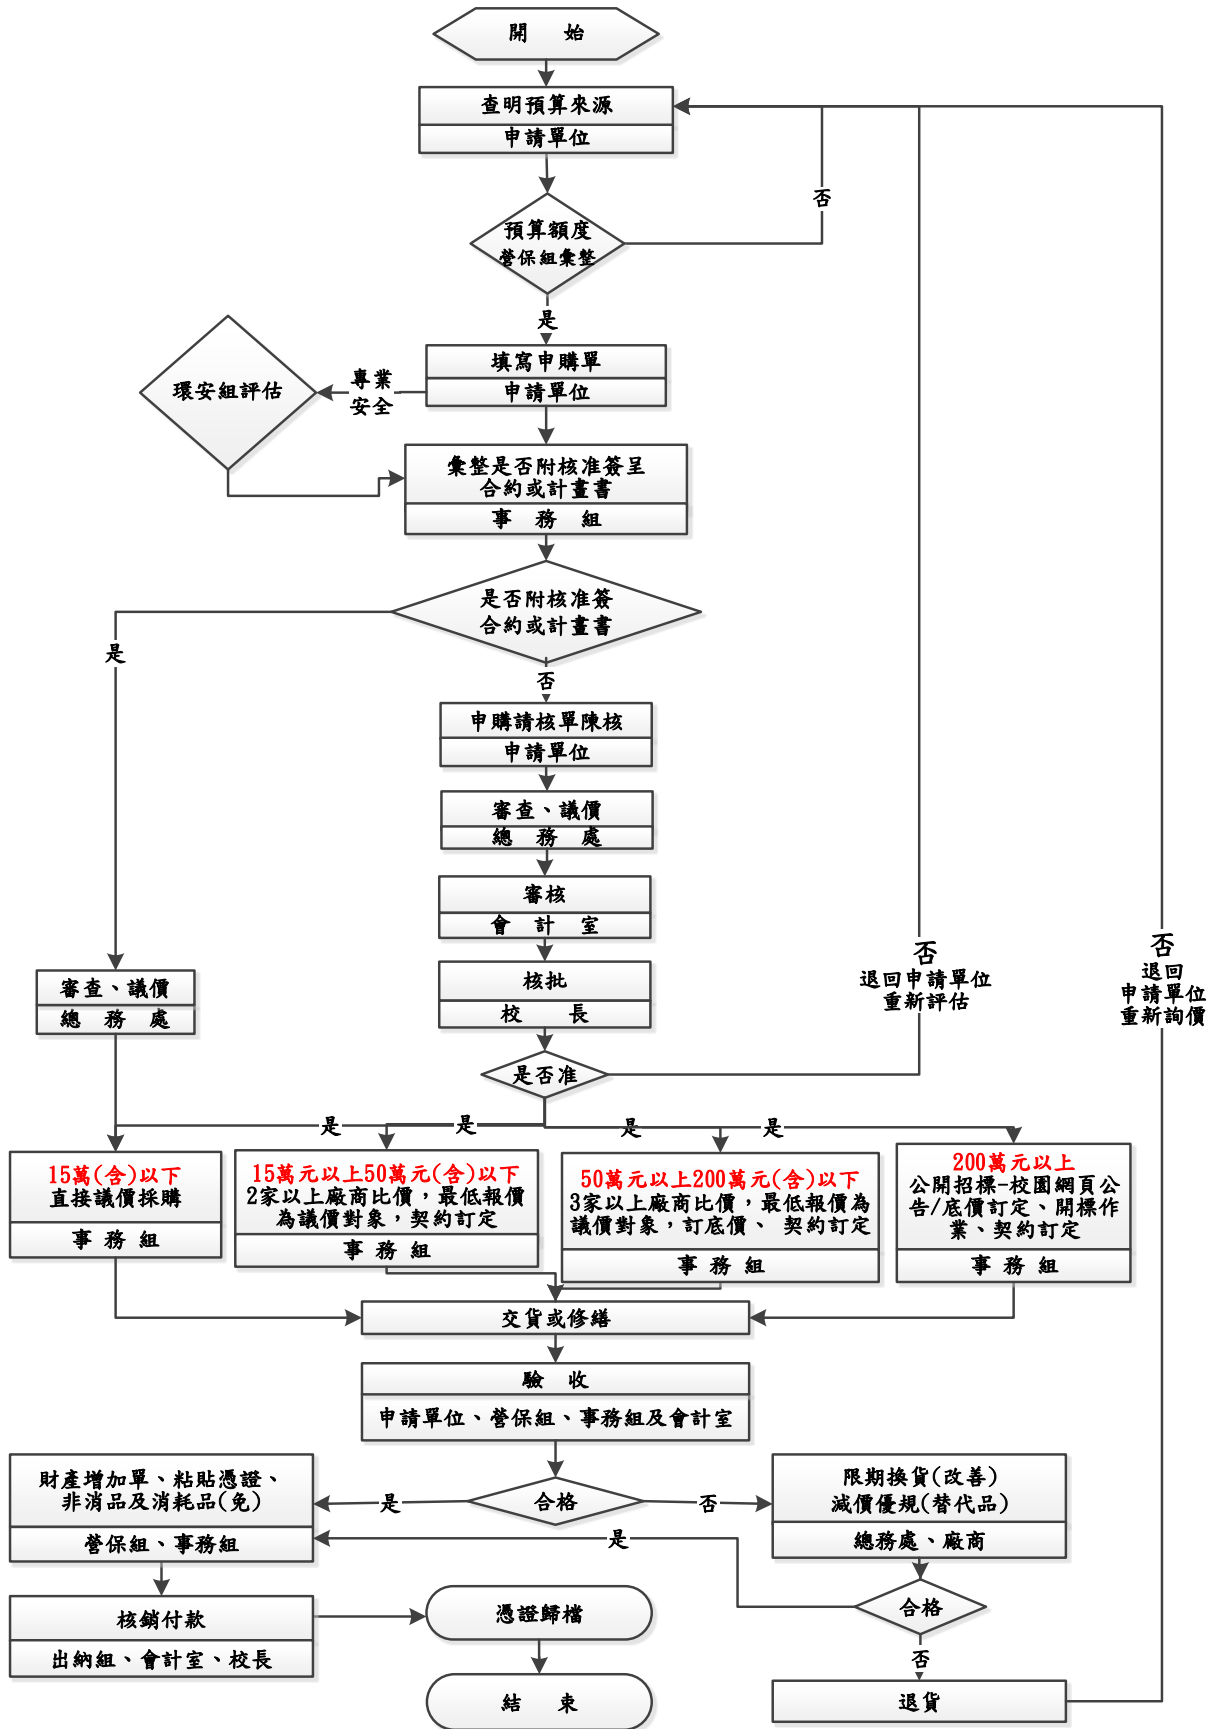 開 始
查明預算來源
申請單位
否
預算額度
營保組彙整
是
填寫申購單
申請單位
專業
安全
環安組評估
彙整是否附核准簽呈
合約或計畫書
事 務 組
是否附核准簽
合約或計畫書
是
否
申購請核單陳核
申請單位
審查、議價
總 務 處
審核
會 計 室
核批
校 長
審查、議價
總 務 處
否
退回申請單位
重新評估
否
退回
申請單位
重新詢價
是否准
是
是
是
是
15萬(含)以下
直接議價採購
事 務 組
15萬元以上50萬元(含)以下
2家以上廠商比價，最低報價
為議價對象，契約訂定
事 務 組
50萬元以上200萬元(含)以下
3家以上廠商比價，最低報價為
議價對象，訂底價、 契約訂定
事 務 組
200萬元以上
公開招標-校園網頁公
告/底價訂定、開標作
業、契約訂定
事 務 組
交貨或修繕
驗 收
申請單位、營保組、事務組及會計室
合格
是
否
財產增加單、粘貼憑證、
非消品及消耗品(免)
營保組、事務組
限期換貨(改善)
減價優規(替代品)
總務處、廠商
是
合格
否
核銷付款
出納組、會計室、校長
憑證歸檔
結 束
退貨